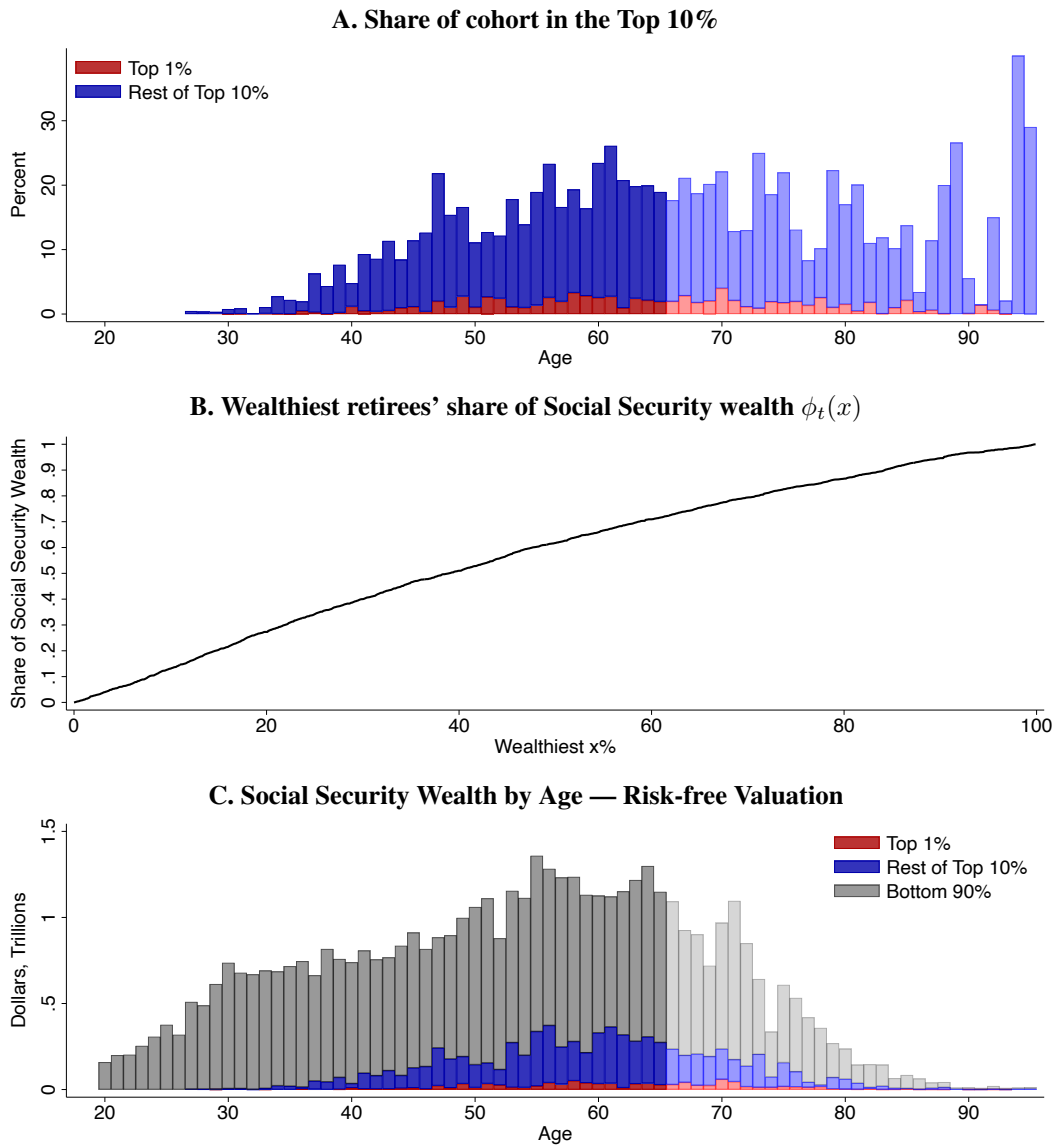 A. Share of cohort in the Top 10%
Top 1%
Rest of Top 10%
Percent
0 10 20 30
20 30 40 50 60 70 80 90
Age
B. Wealthiest retirees' share of Social Security wealth ϕt(x)
Share of Social Security Wealth
0 .1 .2 .3 .4 .5 .6 .7 .8 .9 1
0 20 40 60 80 100
Wealthiest x%
C. Social Security Wealth by Age — Risk-free Valuation
Top 1%
Rest of Top 10%
Bottom 90%
Dollars, Trillions
0 .5 1 1.5
20 30 40 50 60 70 80 90
Age